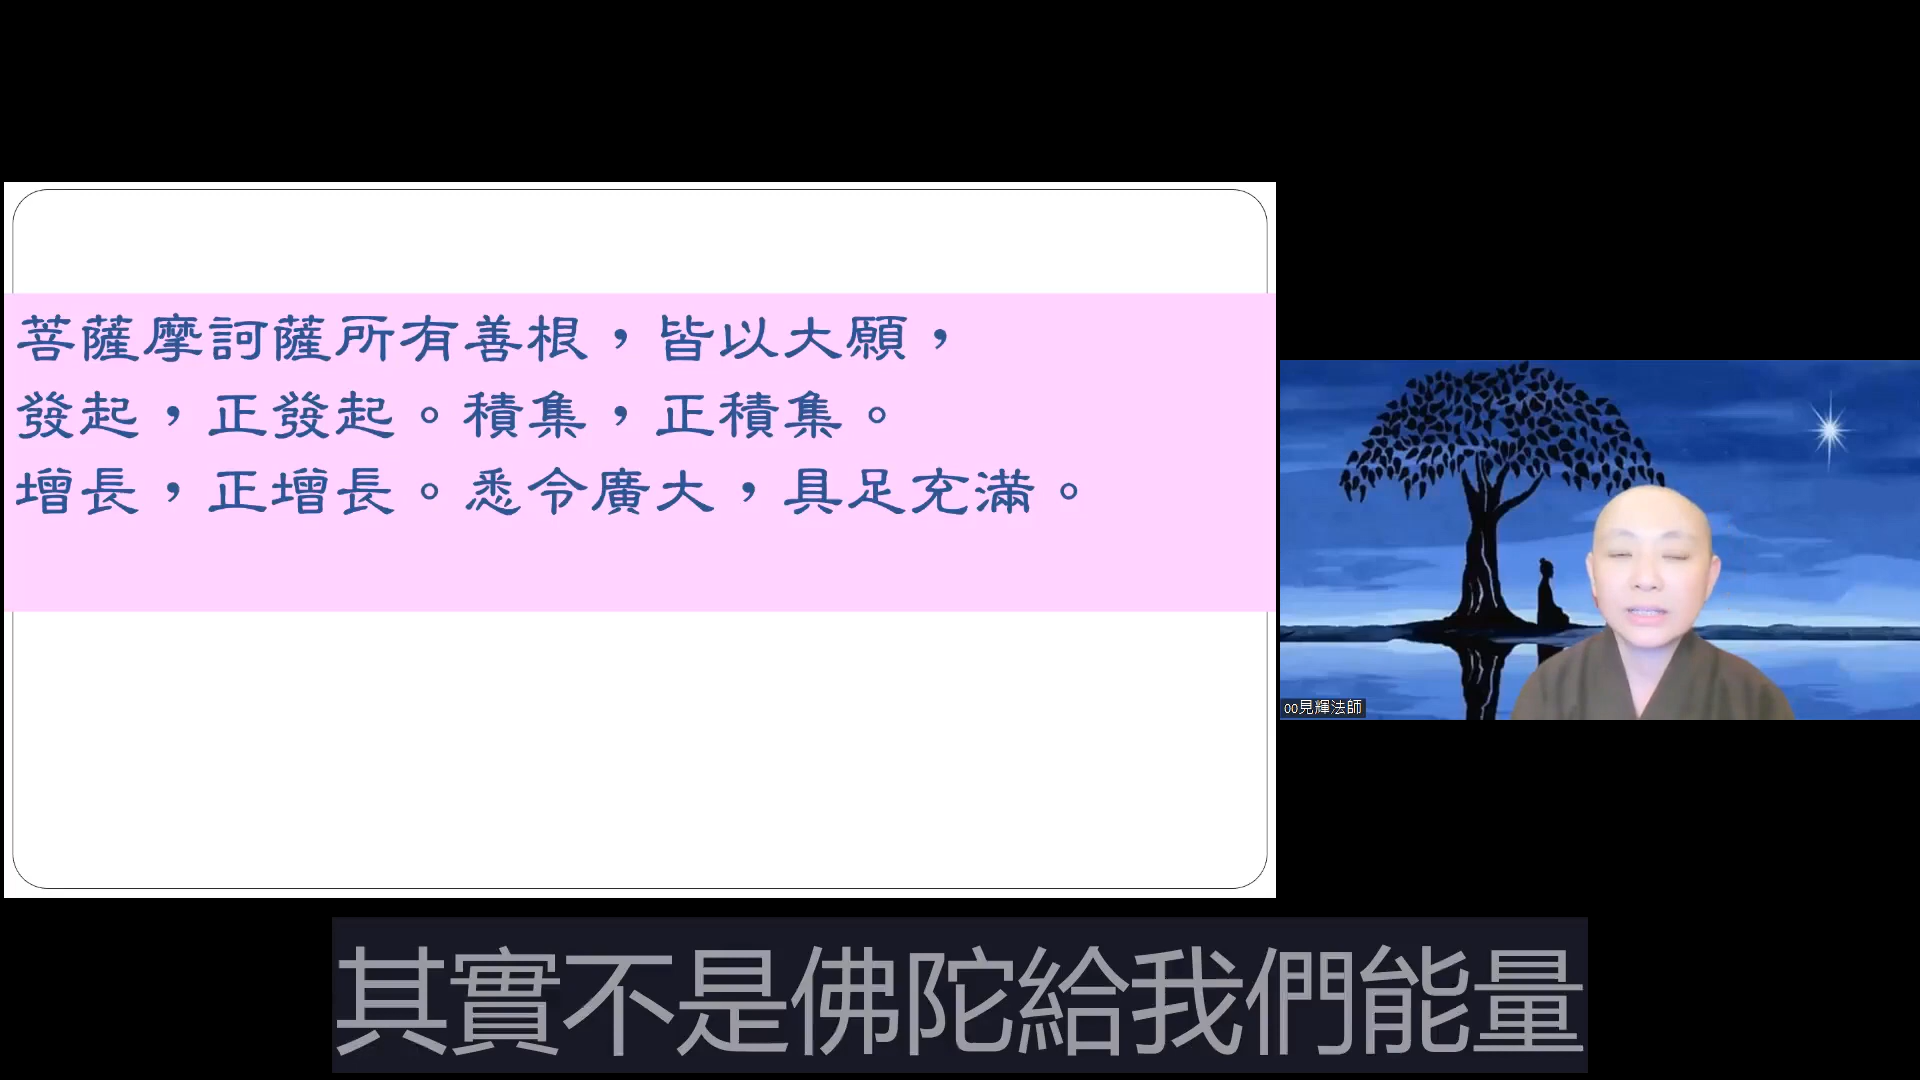 菩薩摩訶薩所有善根，皆以大願，
發起，正發起。積集，正積集。
增長，正增長。悉令廣大，具足充滿。
00見輝法師
其實不是佛陀給我們能量